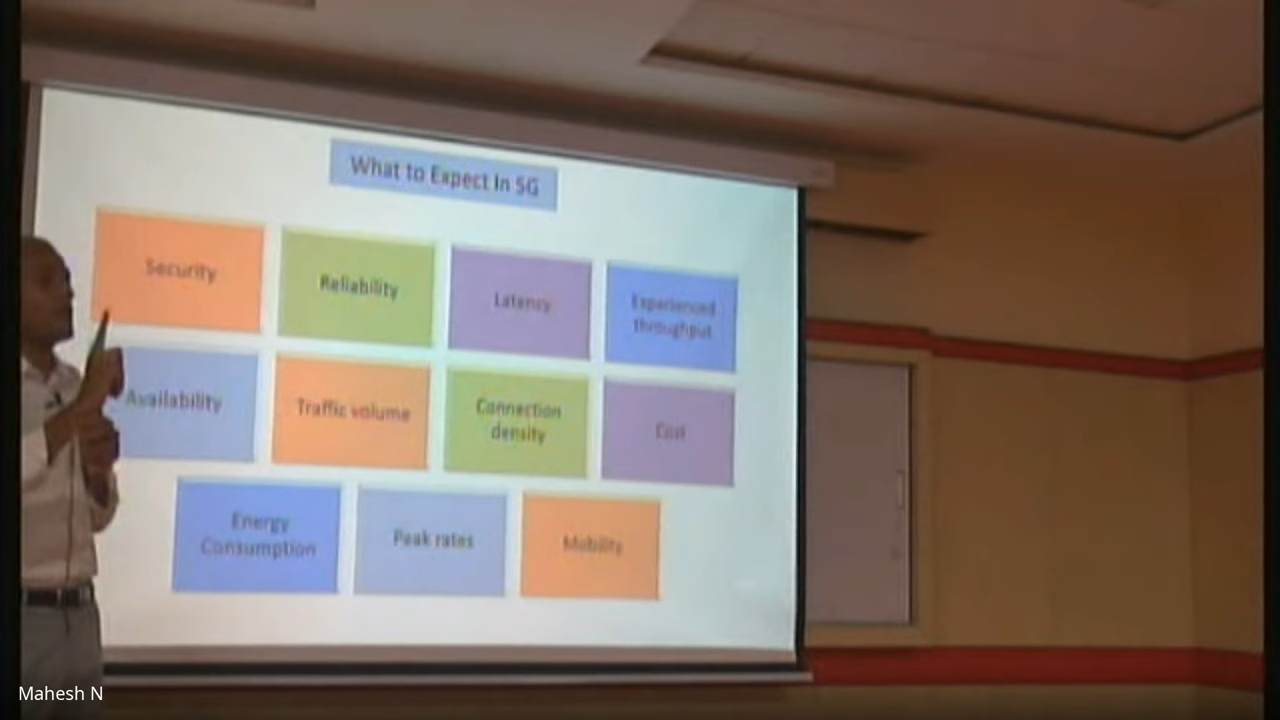 What to Expect In 5G
Security
Reliability
Latency
Experienced
throughput
Availability
Traffic volume
Connection
density
Cost
Energy
Consumption
Peak rates
Mobility
Mahesh N